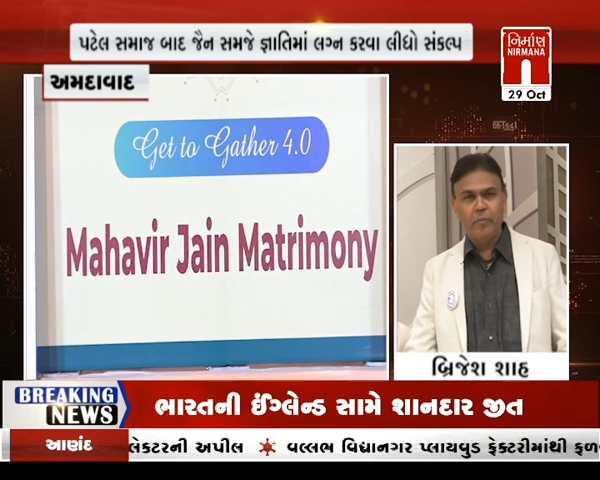 પટેલ સમાજ બાદ જૈન સમજે જ્ઞાતિમાં લગ્ન કરવા લીધો સંકલ્પ
નિર્માણ
NIRMANA
29 Oct
અમદાવાદ
Get to Gather 4.0
Mahavir Jain Matrimony
બ્રિજેશ શાહ
BREAKING NEWS
ભારતની ઈંગ્લેન્ડ સામે શાનદાર જીત
આણંદ
લેક્ટરની અપીલ વલ્લભ વિદ્યાનગર પ્લાયવુડ ફેક્ટરીમાંથી